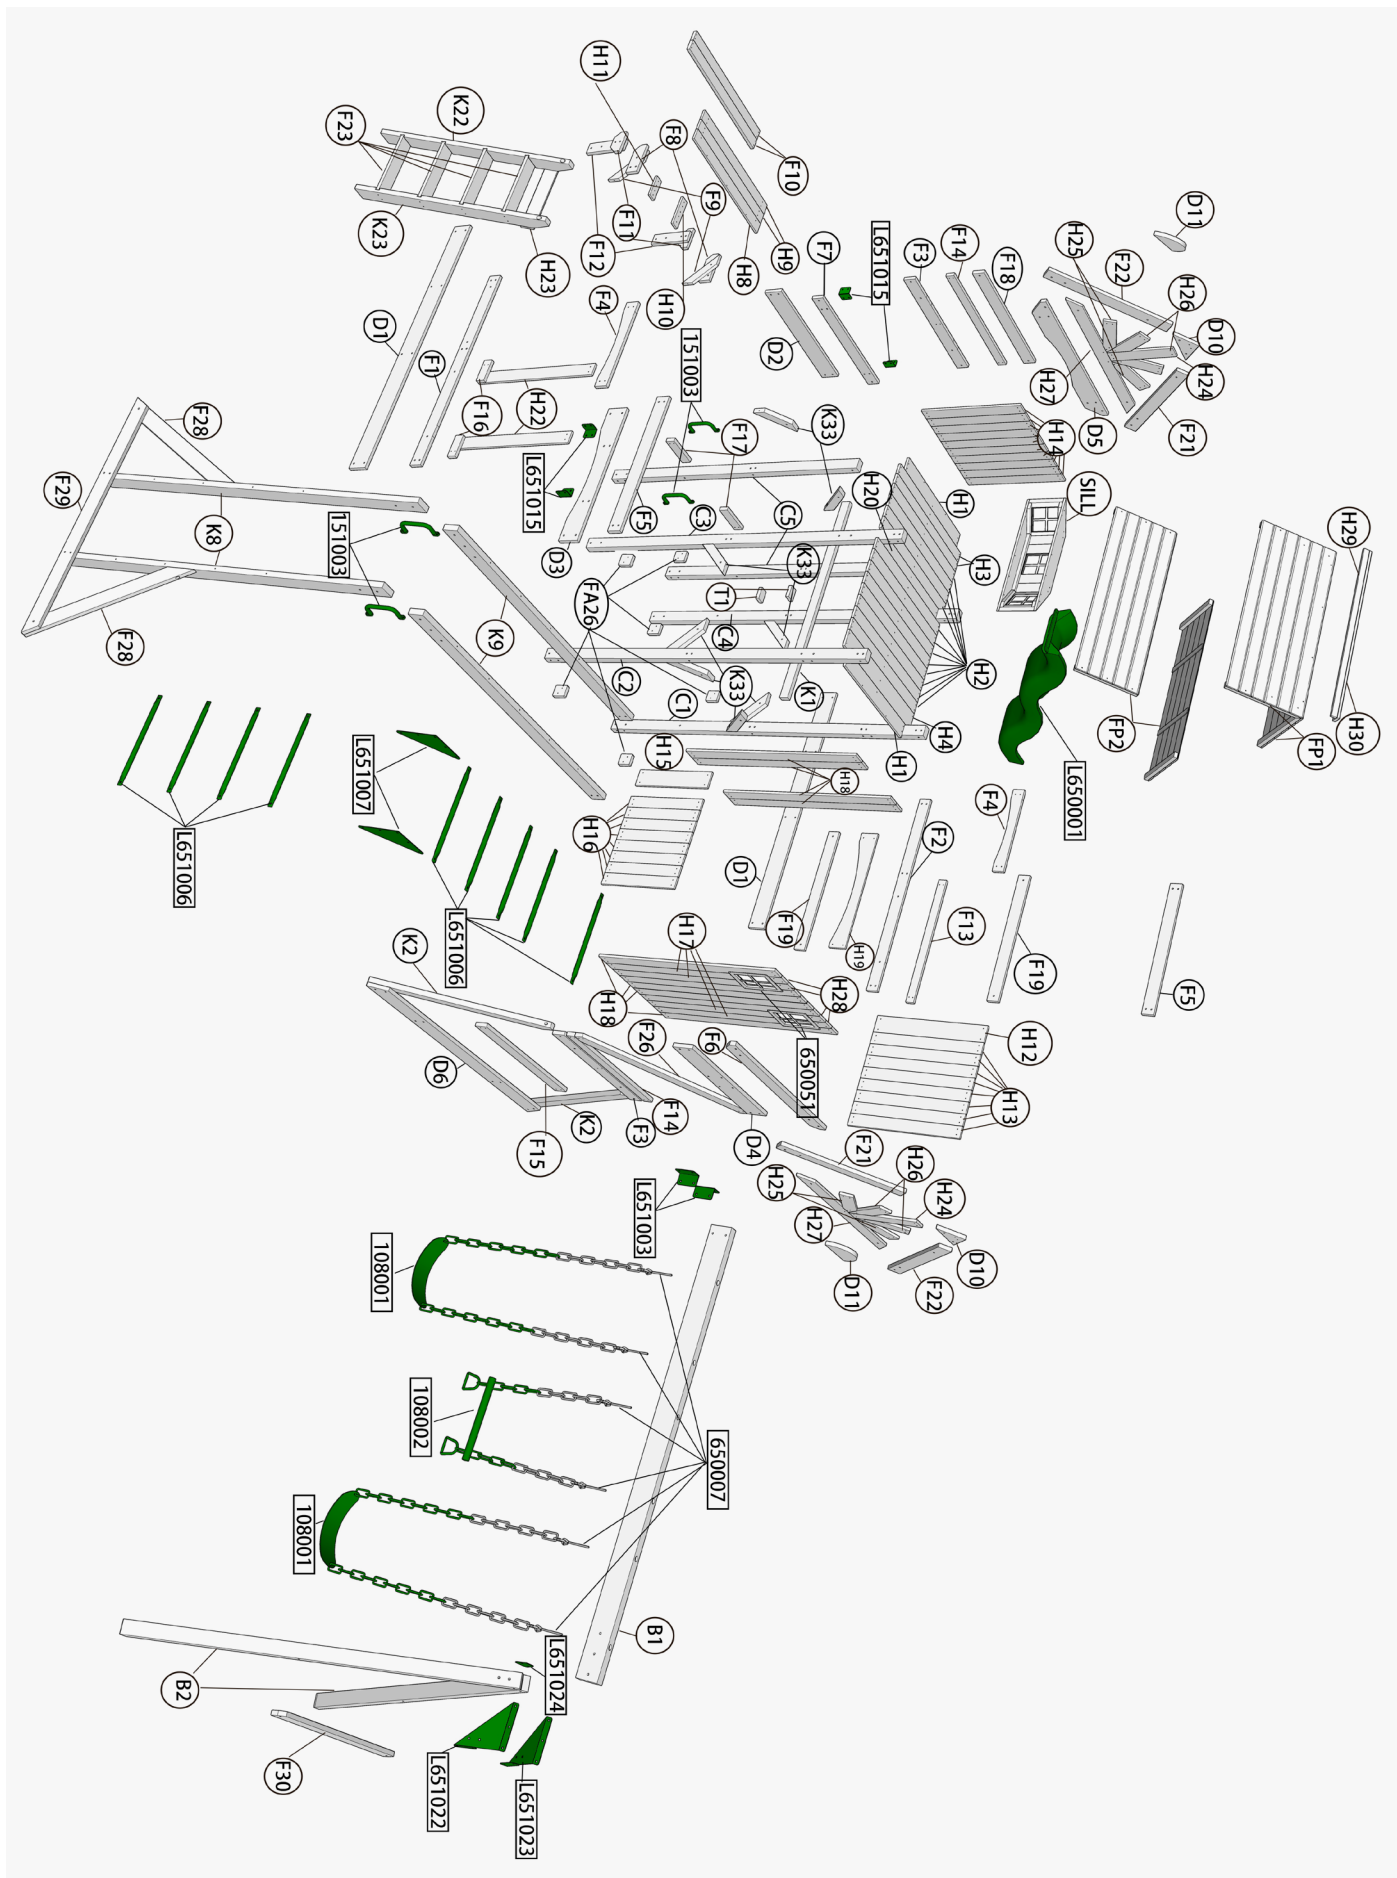 H29
H30
FP1
FP2
SILL
L650001
F5
D11
F22
H25
H26
D10
H24
F21
D5
H27
H14
F18
F14
F3
L651015
F7
D2
H1
H3
H20
H2
H4
H1
F4
F19
F13
F2
H12
H13
H11
F10
H9
H8
F8
F9
F11
F12
H10
K33
151003
F17
C5
C3
F5
K33
T1
C4
FA26
K33
C2
C1
K1
H18
H15
H16
D1
F19
H19
H17
H18
H28
650051
F6
F26
D4
F21
H26
H25
H24
H27
D10
D11
F22
K22
F23
K23
H23
D1
F1
F4
F16
H22
L651015
D3
F28
F29
K8
F28
151003
K9
L651006
L651007
L651006
K2
D6
F15
K2
F3
F14
L651003
108001
108002
108001
650007
B1
B2
L651024
F30
L651022
L651023